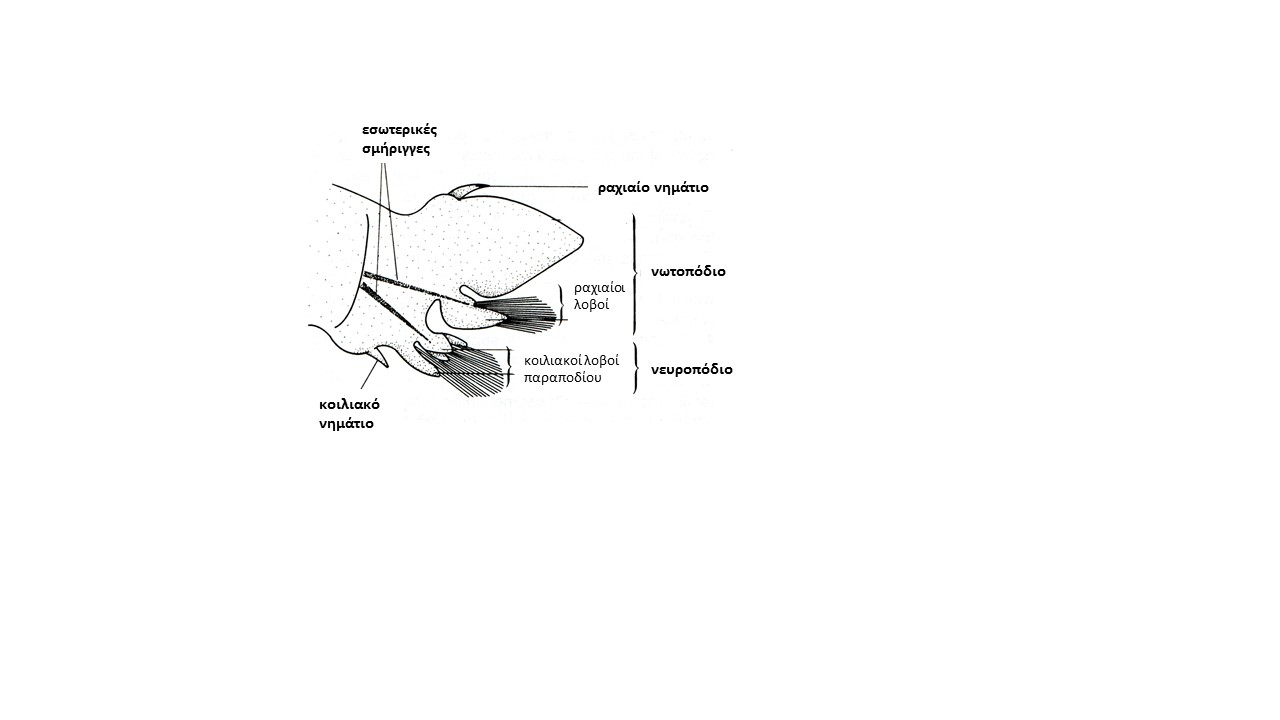 εσωτερικές
σμήριγγες
ραχιαίο νημάτιο
νωτοπόδιο
ραχιαίοι
λοβοί
κοιλιακοί λοβοί
παραποδίου
νευροπόδιο
κοιλιακό
νημάτιο